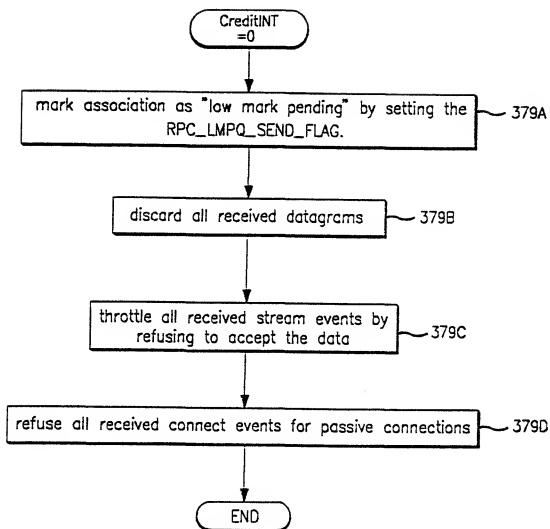 CreditINT
=0
mark association as "low mark pending" by setting the
RPC_LMPQ_SEND_FLAG.
379A
discard all received datagrams
379B
throttle all received stream events by
refusing to accept the data
379C
refuse all received connect events for passive connections
379D
END